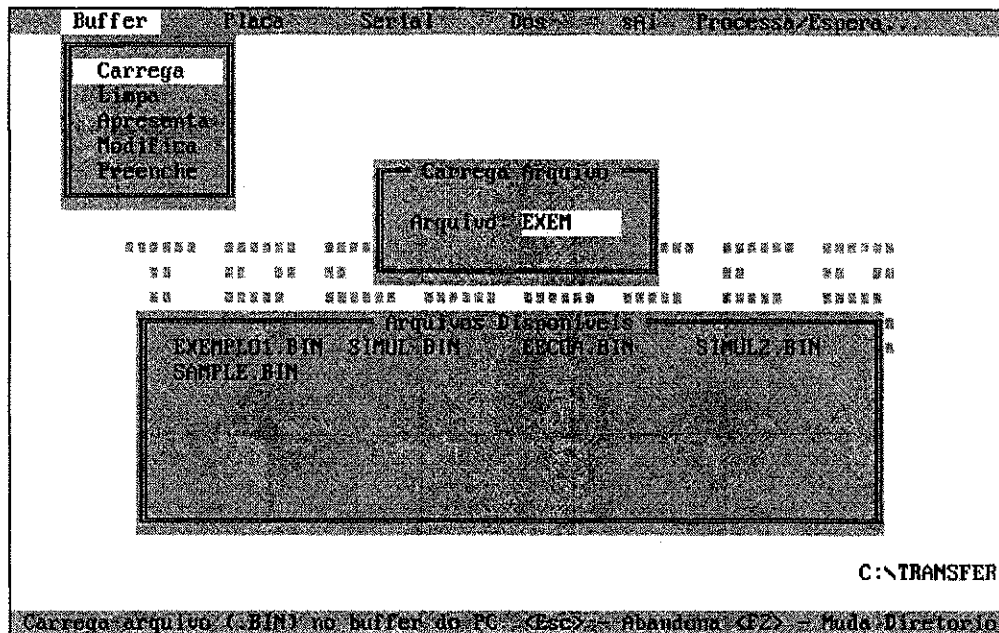 Buffer Placa Serial Dos sAi Processa/Espera...
Carrega
Limpa
Apresenta
Modifica
Preenche
Carrega Arquivo
Arquivo EXEM
Arquivos Disponíveis
EXEMPLO1.BIN SIMUL.BIN SIMUL2.BIN
SAMPLE.BIN
C:\TRANSFER
Carrega arquivo (.BIN) no buffer do PC <Esc> - Abandona <F2> - Muda Diretorio